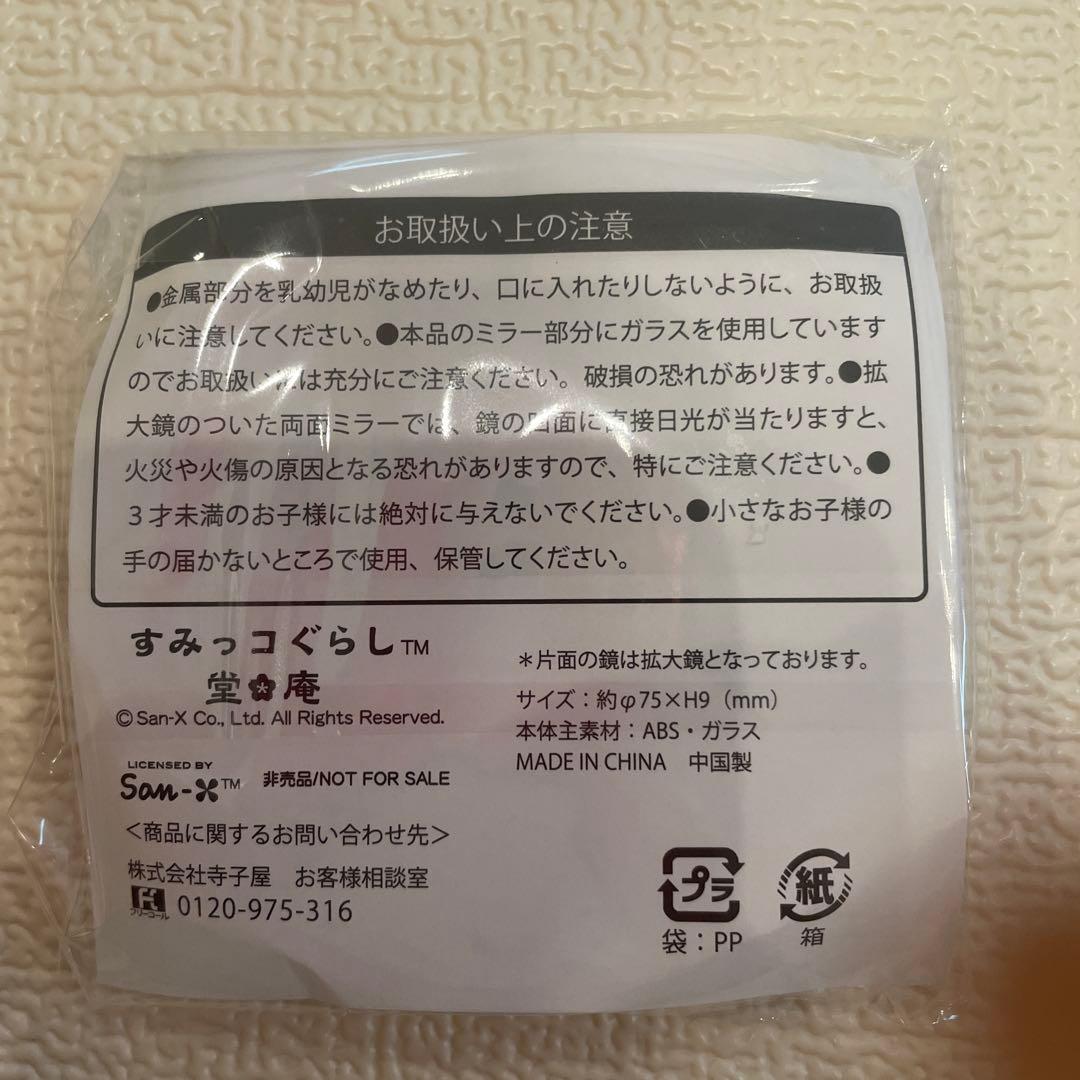 お取扱い上の注意
●金属部分を乳幼児がなめたり、口に入れたりしないように、お取扱
いに注意してください。●本品のミラー部分にガラスを使用しています
のでお取扱いには充分にご注意ください。破損の恐れがあります。●拡
大鏡のついた両面ミラーでは、鏡の凹面に直接日光が当たりますと、
火災や火傷の原因となる恐れがありますので、特にご注意ください。●
３才未満のお子様には絶対に与えないでください。●小さなお子様の
手の届かないところで使用、保管してください。
すみっコぐらし™
堂庵
©San-X Co., Ltd. All Rights Reserved.
LICENSED BY
San-X™ 非売品/NOT FOR SALE
＜商品に関するお問い合わせ先＞
株式会社寺子屋　お客様相談室
フリーコール 0120-975-316
＊片面の鏡は拡大鏡となっております。
サイズ：約φ75×H9（mm）
本体主素材：ABS・ガラス
MADE IN CHINA　中国製
プラ
袋：PP
紙
箱